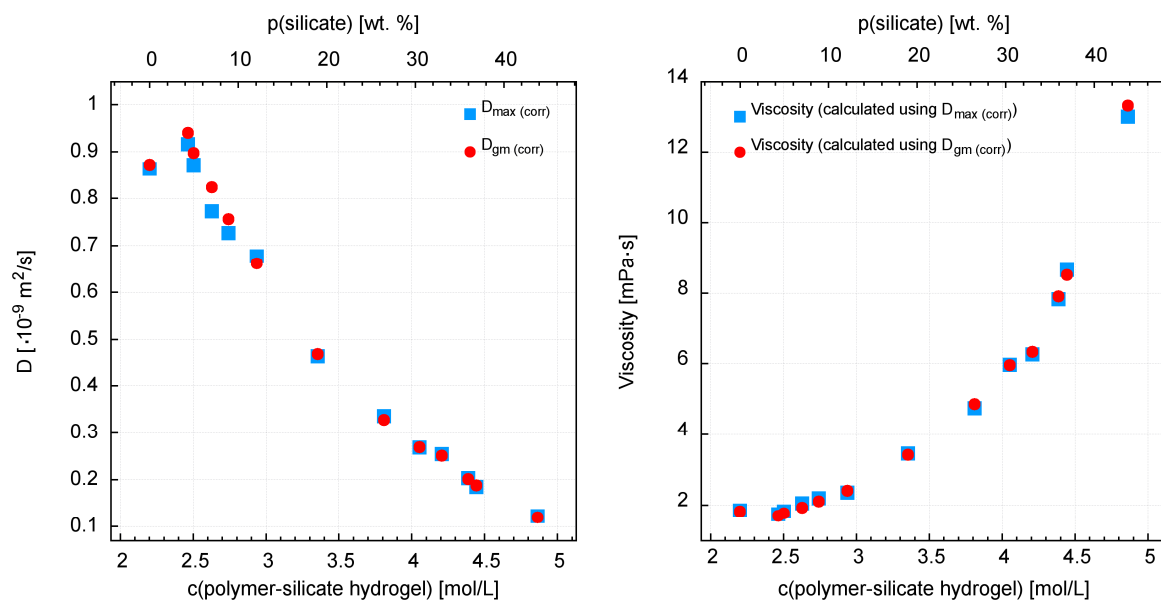 p(silicate) [wt. %]
0 10 20 30 40
1
0.9
0.8
0.7
0.6
0.5
0.4
0.3
0.2
0.1
D [·10-9 m2/s]
Dmax (corr)
Dgm (corr)
2 2.5 3 3.5 4 4.5 5
c(polymer-silicate hydrogel) [mol/L]
p(silicate) [wt. %]
0 10 20 30 40
14
12
10
8
6
4
2
Viscosity [mPa·s]
Viscosity (calculated using Dmax (corr))
Viscosity (calculated using Dgm (corr))
2 2.5 3 3.5 4 4.5 5
c(polymer-silicate hydrogel) [mol/L]